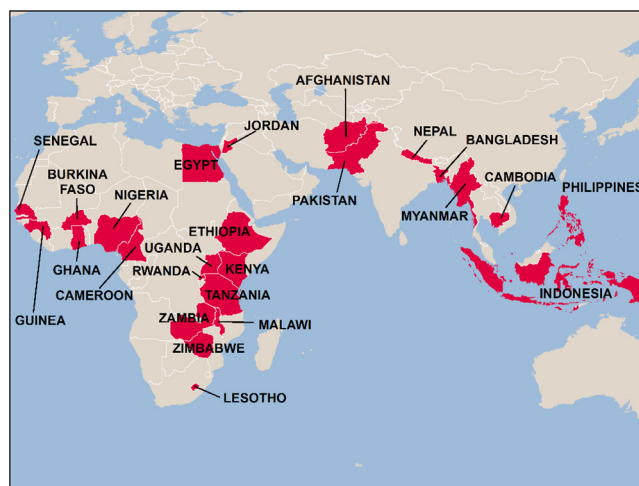 AFGHANISTAN
JORDAN
SENEGAL
NEPAL
BANGLADESH
BURKINA
FASO
EGYPT
NIGERIA
CAMBODIA
PHILIPPINES
PAKISTAN
MYANMAR
ETHIOPIA
UGANDA
GHANA
RWANDA
KENYA
CAMEROON
TANZANIA
INDONESIA
GUINEA
ZAMBIA
MALAWI
ZIMBABWE
LESOTHO